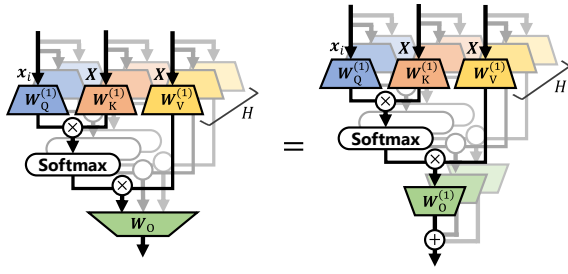 x_i X X
W_Q^(1) W_K^(1) W_V^(1)
H
×
Softmax
×
W_O
=
x_i X X
W_Q^(1) W_K^(1) W_V^(1)
H
×
Softmax
×
W_O^(1)
+